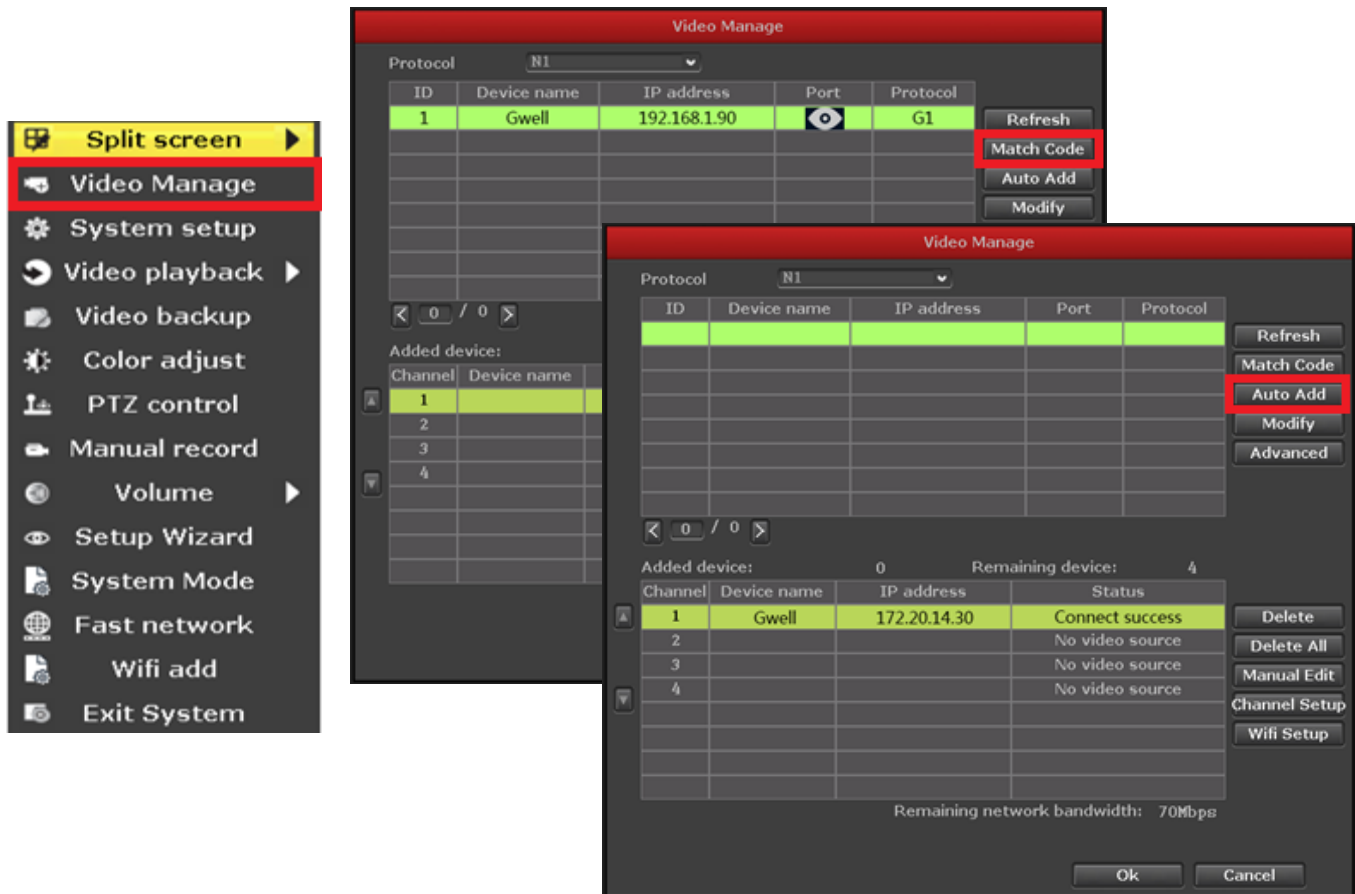 Split screen
Video Manage
System setup
Video playback
Video backup
Color adjust
PTZ control
Manual record
Volume
Setup Wizard
System Mode
Fast network
Wifi add
Exit System
Video Manage
Protocol N1
ID Device name IP address Port Protocol
1 Gwell 192.168.1.90 G1
Refresh
Match Code
Auto Add
Modify
0 / 0
Added device:
Channel Device name
1
2
3
4
Video Manage
Protocol N1
ID Device name IP address Port Protocol
Refresh
Match Code
Auto Add
Modify
Advanced
0 / 0
Added device: 0 Remaining device: 4
Channel Device name IP address Status
1 Gwell 172.20.14.30 Connect success
2 No video source
3 No video source
4 No video source
Delete
Delete All
Manual Edit
Channel Setup
Wifi Setup
Remaining network bandwidth: 70Mbps
Ok Cancel